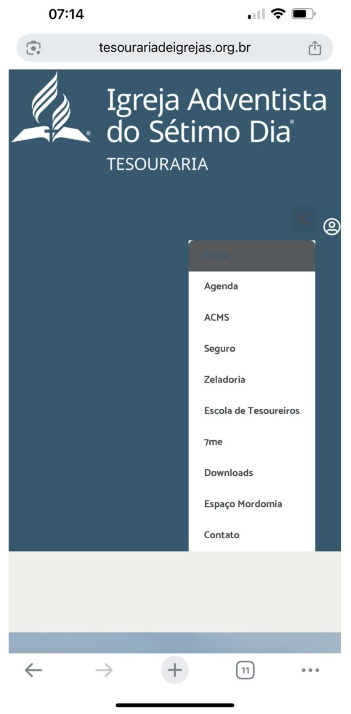 07:14
tesourariadeigrejas.org.br
Igreja Adventista
do Sétimo Dia®
TESOURARIA
Início
Agenda
ACMS
Seguro
Zeladoria
Escola de Tesoureiros
7me
Downloads
Espaço Mordomia
Contato
11